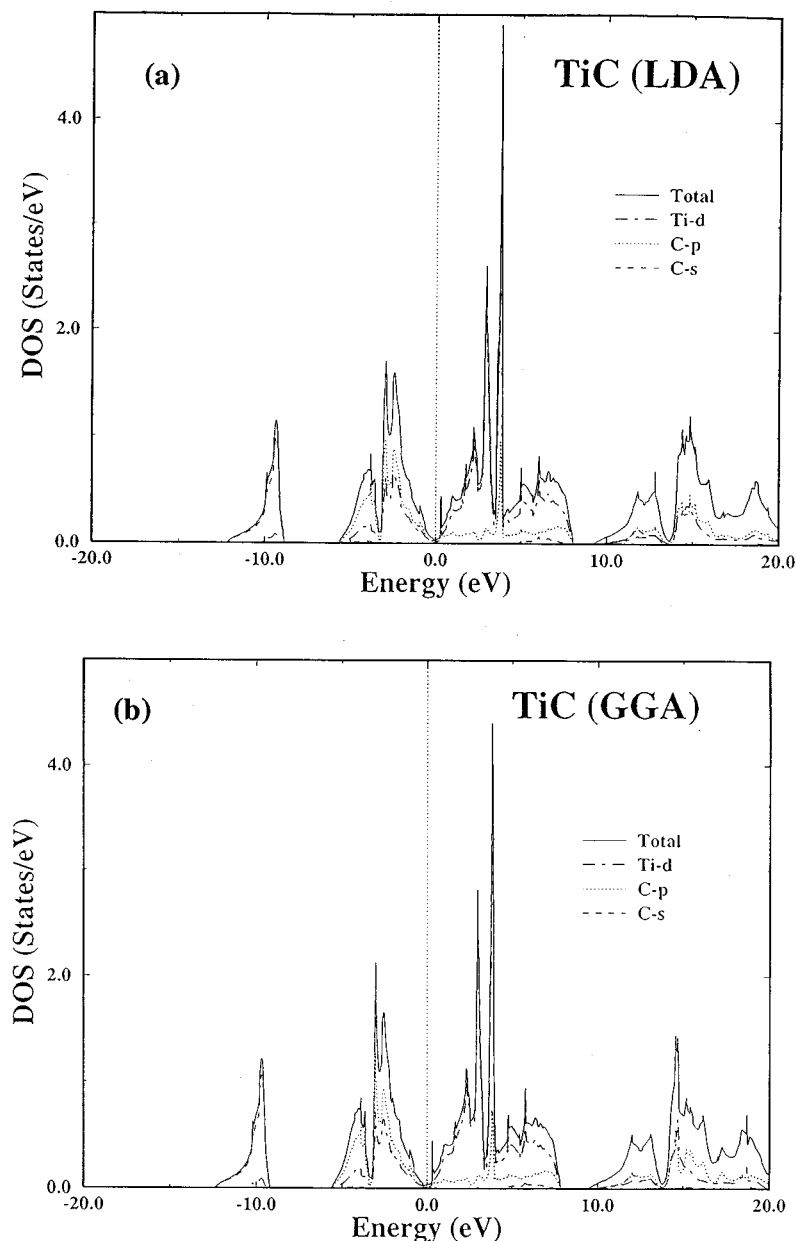 (a)
TiC (LDA)
DOS (States/eV)
4.0
2.0
0.0
Total
Ti-d
C-p
C-s
-20.0
-10.0
0.0
10.0
20.0
Energy (eV)
(b)
TiC (GGA)
DOS (States/eV)
4.0
2.0
0.0
Total
Ti-d
C-p
C-s
-20.0
-10.0
0.0
10.0
20.0
Energy (eV)